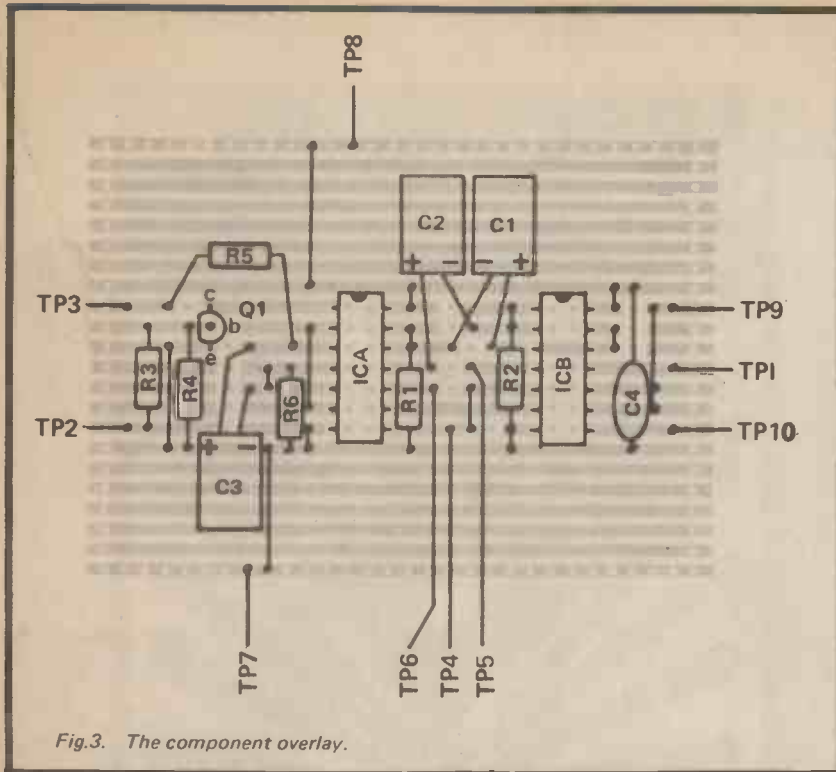 TP8
C2
C1
+ − − +
R5
TP3
c
Q1
b
e
TP9
R3
R4
ICA
R1
R2
ICB
TP1
C4
R6
TP2
TP10
+ −
C3
TP7
TP6
TP4
TP5
Fig.3. The component overlay.